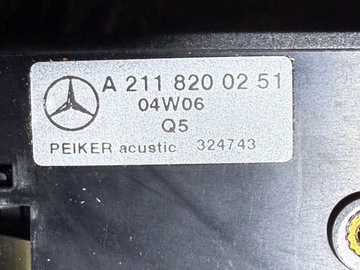 A 211 820 02 51
04W06
Q5
PEIKER acustic 324743